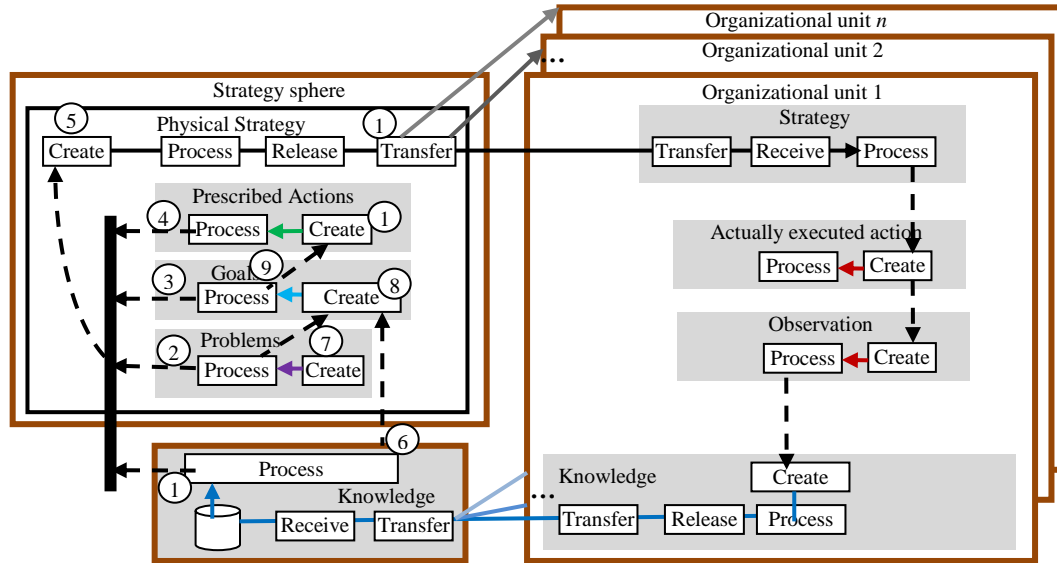 Organizational unit n
Organizational unit 2
...
Organizational unit 1
Strategy sphere
Physical Strategy
5
1
Create
Process
Release
Transfer
Strategy
Transfer
Receive
Process
Prescribed Actions
4
Process
Create
1
Actually executed action
Process
Create
Goals
9
3
Process
Create
8
Problems
7
2
Process
Create
Observation
Process
Create
6
Process
1
Knowledge
Receive
Transfer
...
Knowledge
Create
Transfer
Release
Process